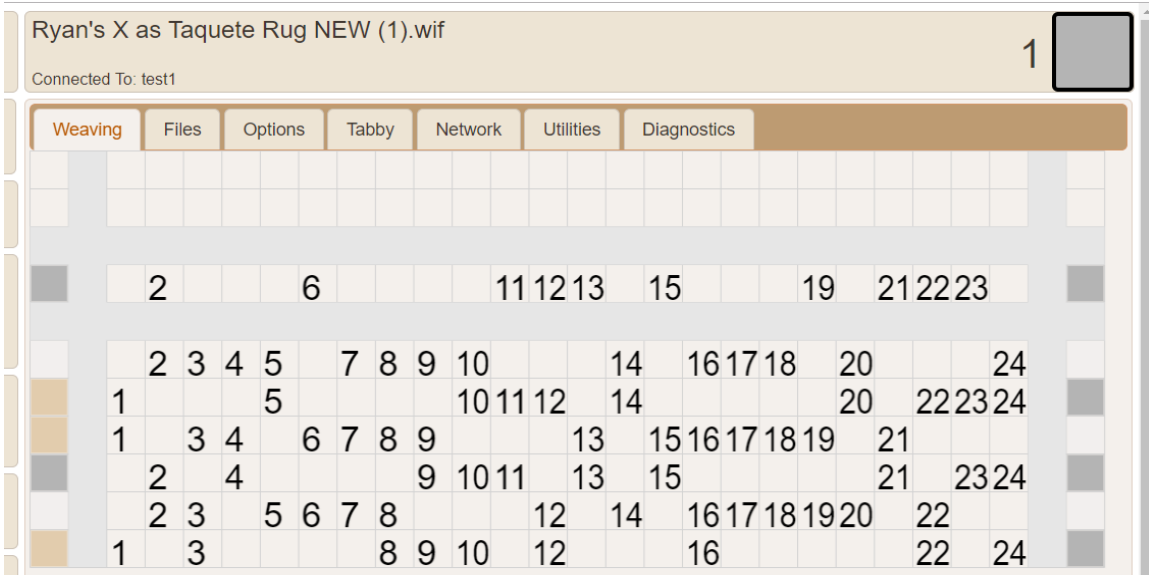 Ryan's X as Taquete Rug NEW (1).wif
1
Connected To: test1
Weaving Files Options Tabby Network Utilities Diagnostics
2 6 11 12 13 15 19 21 22 23
2 3 4 5 7 8 9 10 14 16 17 18 20 24
1 5 10 11 12 14 20 22 23 24
1 3 4 6 7 8 9 13 15 16 17 18 19 21
2 4 9 10 11 13 15 21 23 24
2 3 5 6 7 8 12 14 16 17 18 19 20 22
1 3 8 9 10 12 16 22 24